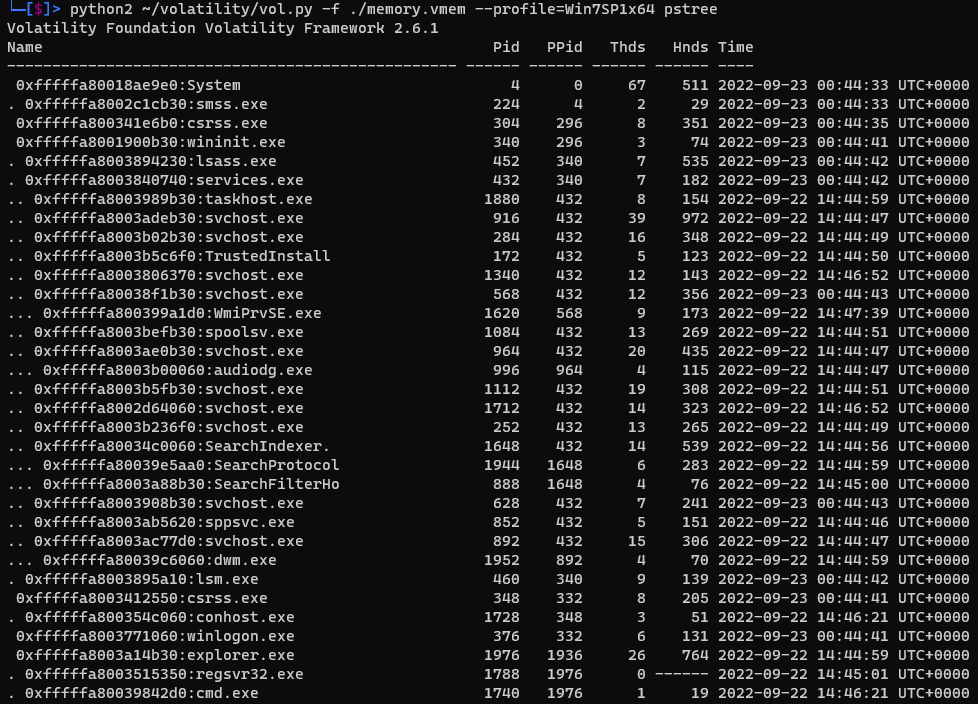 └─[$]> python2 ~/volatility/vol.py -f ./memory.vmem --profile=Win7SP1x64 pstree
Volatility Foundation Volatility Framework 2.6.1
Name                                                  Pid   PPid   Thds   Hnds Time
-------------------------------------------------- ------ ------ ------ ------ ----
 0xfffffa80018ae9e0:System                              4      0     67    511 2022-09-23 00:44:33 UTC+0000
. 0xfffffa8002c1cb30:smss.exe                         224      4      2     29 2022-09-23 00:44:33 UTC+0000
 0xfffffa800341e6b0:csrss.exe                         304    296      8    351 2022-09-23 00:44:35 UTC+0000
 0xfffffa8001900b30:wininit.exe                       340    296      3     74 2022-09-23 00:44:41 UTC+0000
. 0xfffffa8003894230:lsass.exe                        452    340      7    535 2022-09-23 00:44:42 UTC+0000
. 0xfffffa8003840740:services.exe                     432    340      7    182 2022-09-23 00:44:42 UTC+0000
.. 0xfffffa8003989b30:taskhost.exe                   1880    432      8    154 2022-09-22 14:44:59 UTC+0000
.. 0xfffffa8003adeb30:svchost.exe                     916    432     39    972 2022-09-22 14:44:47 UTC+0000
.. 0xfffffa8003b02b30:svchost.exe                     284    432     16    348 2022-09-22 14:44:49 UTC+0000
.. 0xfffffa8003b5c6f0:TrustedInstall                  172    432      5    123 2022-09-22 14:44:50 UTC+0000
.. 0xfffffa8003806370:svchost.exe                    1340    432     12    143 2022-09-22 14:46:52 UTC+0000
.. 0xfffffa80038f1b30:svchost.exe                     568    432     12    356 2022-09-23 00:44:43 UTC+0000
... 0xfffffa800399a1d0:WmiPrvSE.exe                  1620    568      9    173 2022-09-22 14:47:39 UTC+0000
.. 0xfffffa8003befb30:spoolsv.exe                    1084    432     13    269 2022-09-22 14:44:51 UTC+0000
.. 0xfffffa8003ae0b30:svchost.exe                     964    432     20    435 2022-09-22 14:44:47 UTC+0000
... 0xfffffa8003b00060:audiodg.exe                    996    964      4    115 2022-09-22 14:44:47 UTC+0000
.. 0xfffffa8003b5fb30:svchost.exe                    1112    432     19    308 2022-09-22 14:44:51 UTC+0000
.. 0xfffffa8002d64060:svchost.exe                    1712    432     14    323 2022-09-22 14:46:52 UTC+0000
.. 0xfffffa8003b236f0:svchost.exe                     252    432     13    265 2022-09-22 14:44:49 UTC+0000
.. 0xfffffa80034c0060:SearchIndexer.                 1648    432     14    539 2022-09-22 14:44:56 UTC+0000
... 0xfffffa80039e5aa0:SearchProtocol                1944   1648      6    283 2022-09-22 14:44:59 UTC+0000
... 0xfffffa8003a88b30:SearchFilterHo                 888   1648      4     76 2022-09-22 14:45:00 UTC+0000
.. 0xfffffa8003908b30:svchost.exe                     628    432      7    241 2022-09-23 00:44:43 UTC+0000
.. 0xfffffa8003ab5620:sppsvc.exe                      852    432      5    151 2022-09-22 14:44:46 UTC+0000
.. 0xfffffa8003ac77d0:svchost.exe                     892    432     15    306 2022-09-22 14:44:47 UTC+0000
... 0xfffffa80039c6060:dwm.exe                       1952    892      4     70 2022-09-22 14:44:59 UTC+0000
. 0xfffffa8003895a10:lsm.exe                          460    340      9    139 2022-09-23 00:44:42 UTC+0000
 0xfffffa8003412550:csrss.exe                         348    332      8    205 2022-09-23 00:44:41 UTC+0000
. 0xfffffa800354c060:conhost.exe                     1728    348      3     51 2022-09-22 14:46:21 UTC+0000
 0xfffffa8003771060:winlogon.exe                      376    332      6    131 2022-09-23 00:44:41 UTC+0000
 0xfffffa8003a14b30:explorer.exe                     1976   1936     26    764 2022-09-22 14:44:59 UTC+0000
. 0xfffffa8003515350:regsvr32.exe                    1788   1976      0 ------ 2022-09-22 14:45:01 UTC+0000
. 0xfffffa80039842d0:cmd.exe                         1740   1976      1     19 2022-09-22 14:46:21 UTC+0000